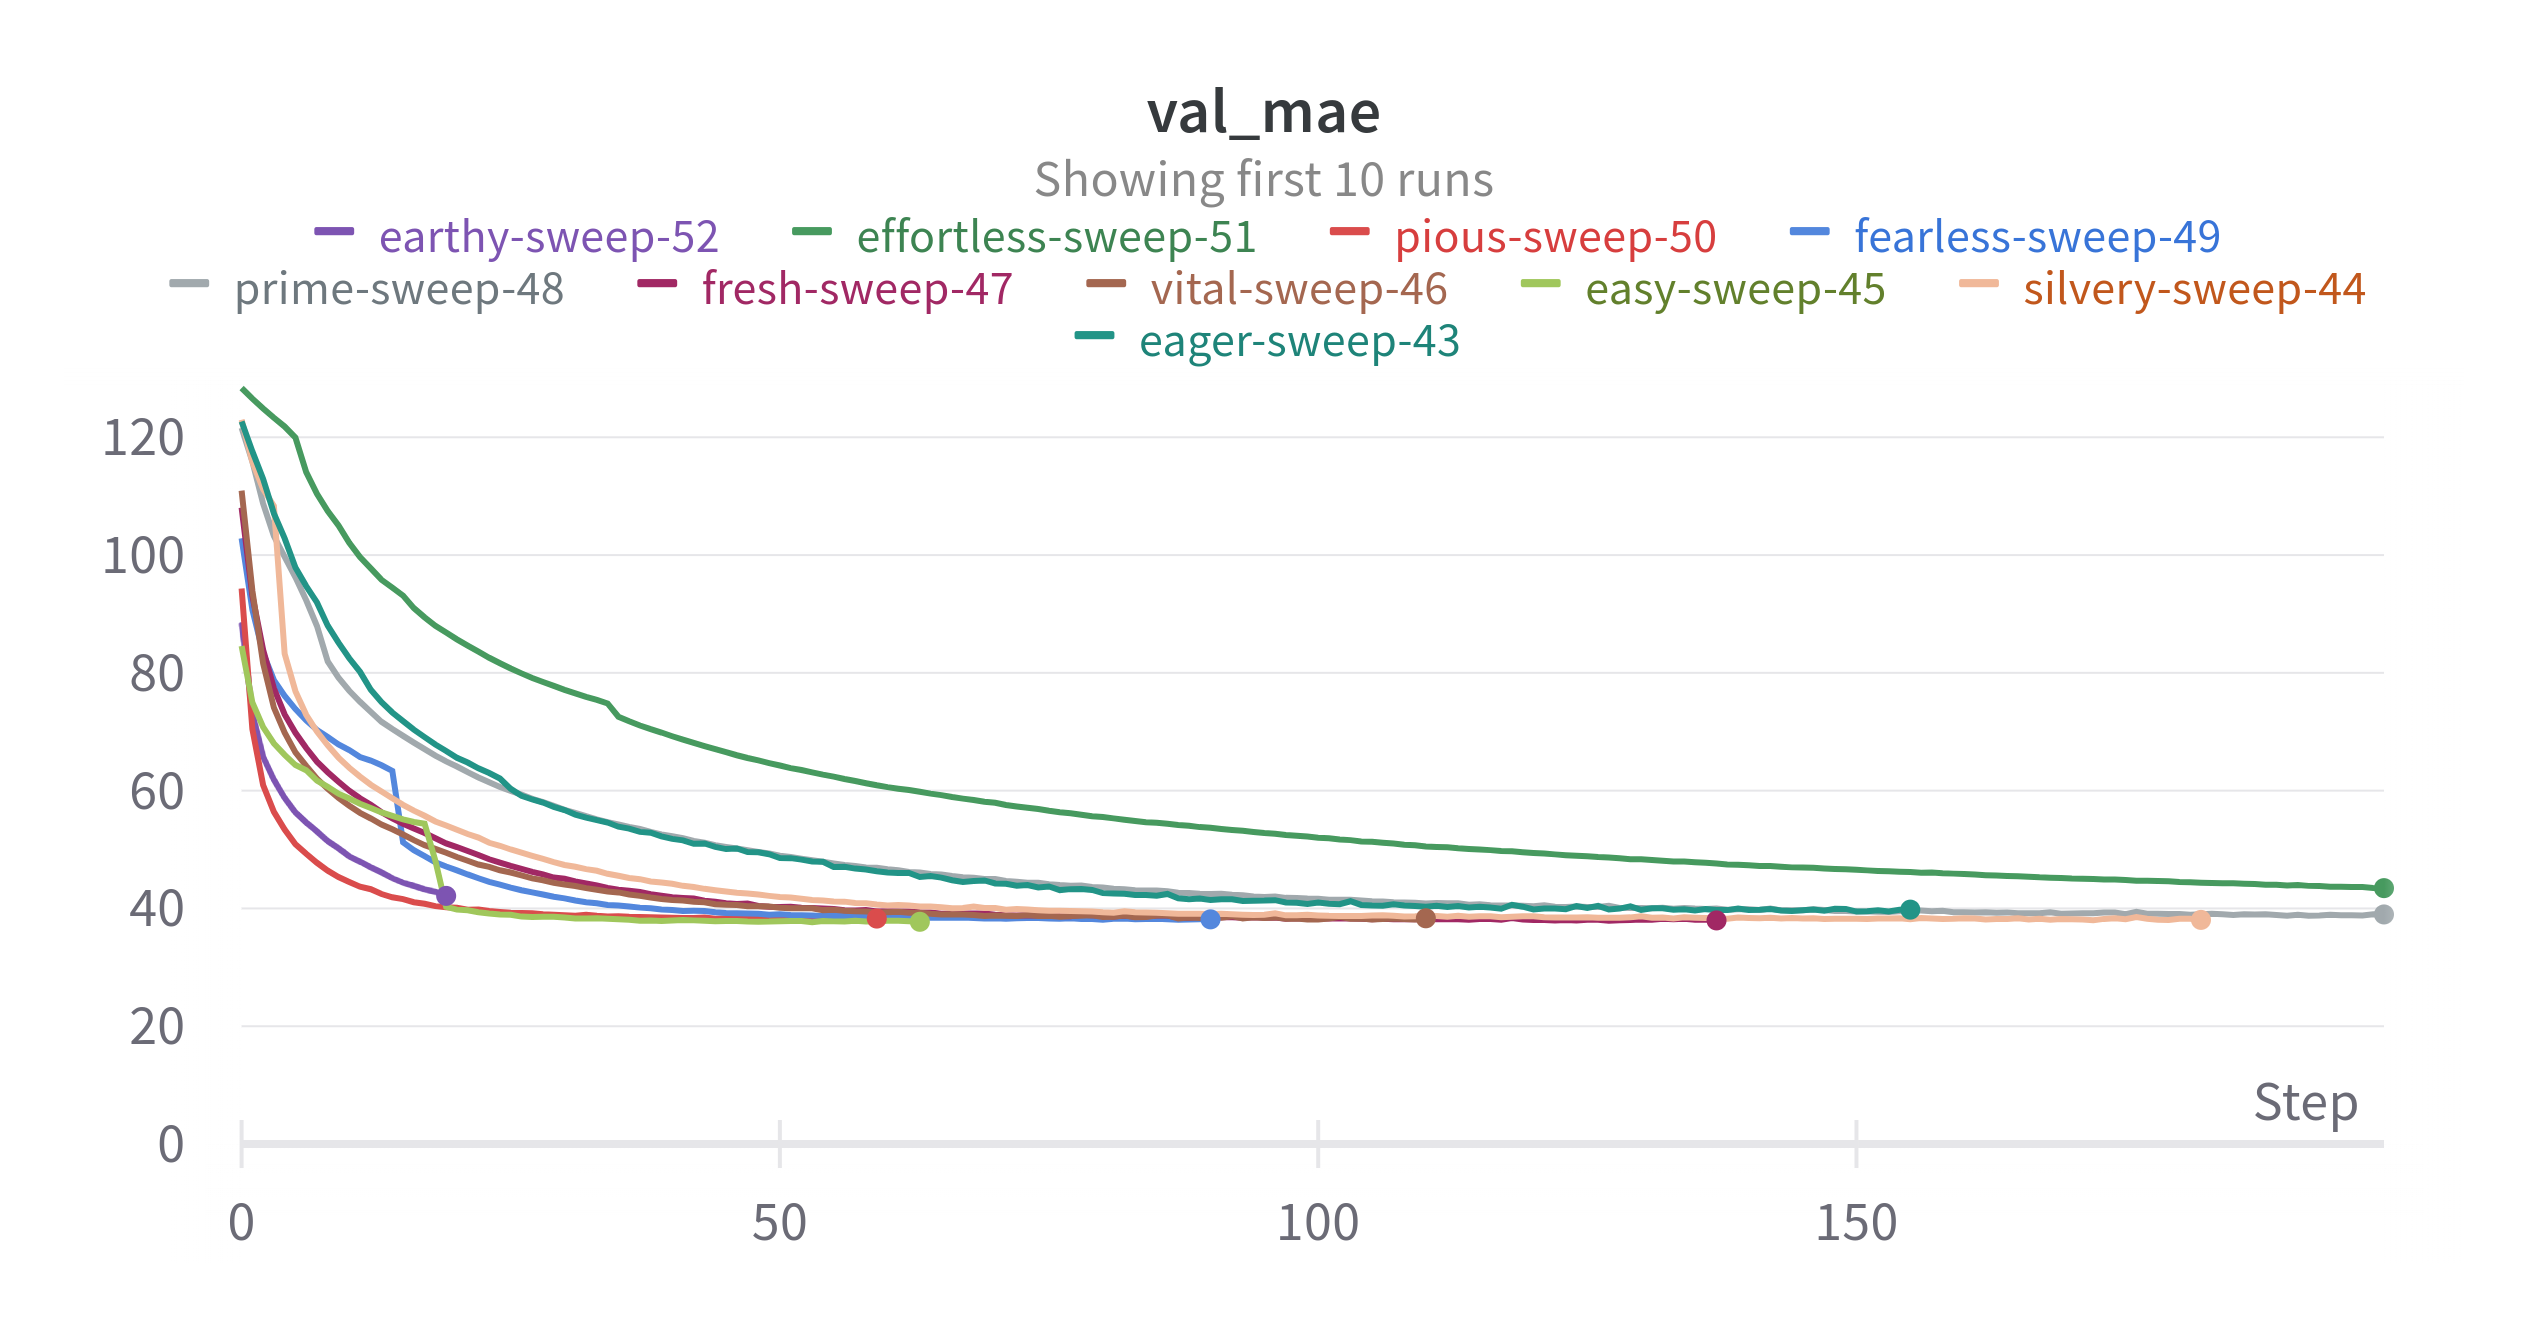 val_mae
Showing first 10 runs
earthy-sweep-52 effortless-sweep-51 pious-sweep-50 fearless-sweep-49
prime-sweep-48 fresh-sweep-47 vital-sweep-46 easy-sweep-45 silvery-sweep-44
eager-sweep-43
120
100
80
60
40
20
Step
0
0 50 100 150